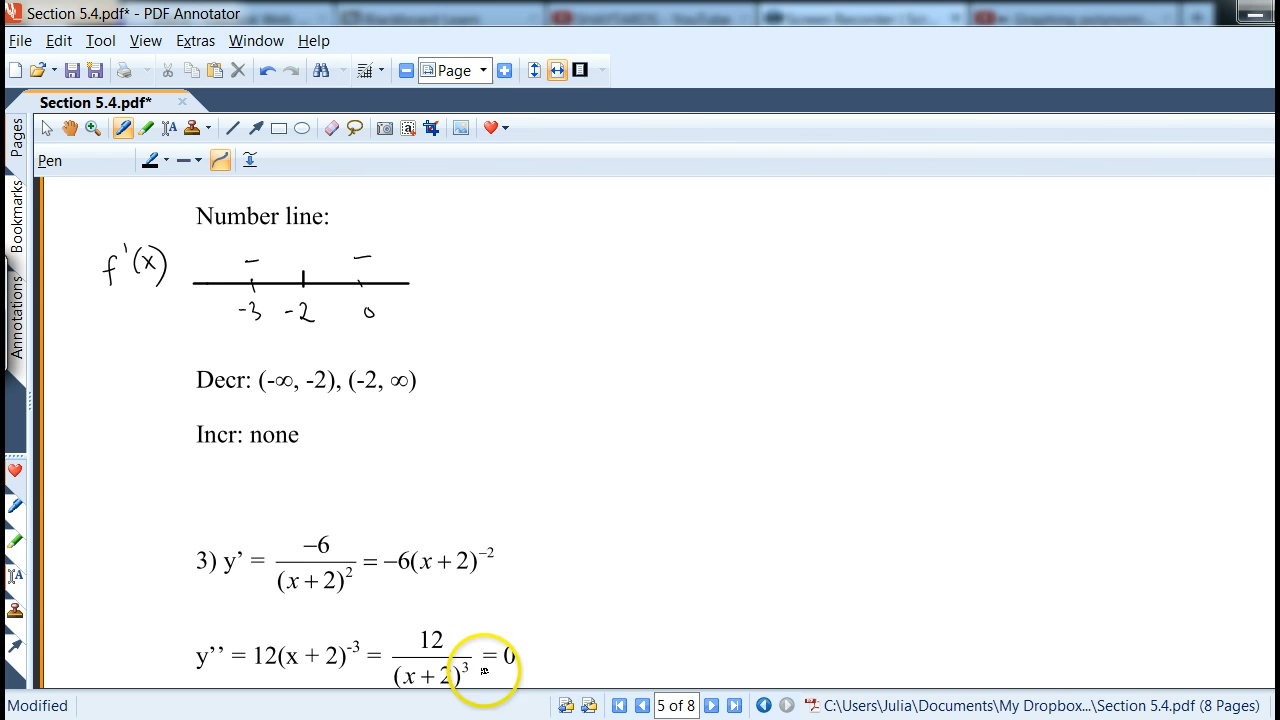 Section 5.4.pdf* - PDF Annotator
File Edit Tool View Extras Window Help
Page
Section 5.4.pdf*
Pen
Pages
Bookmarks
Annotations
Number line:
f'(x)
- -
-3 -2 0
Decr: (-∞, -2), (-2, ∞)
Incr: none
3) y’ = −6/(x + 2)² = −6(x + 2)⁻²
y’’ = 12(x + 2)⁻³ = 12/(x + 2)³ = 0
Modified
5 of 8
C:\Users\Julia\Documents\My Dropbox...\Section 5.4.pdf (8 Pages)